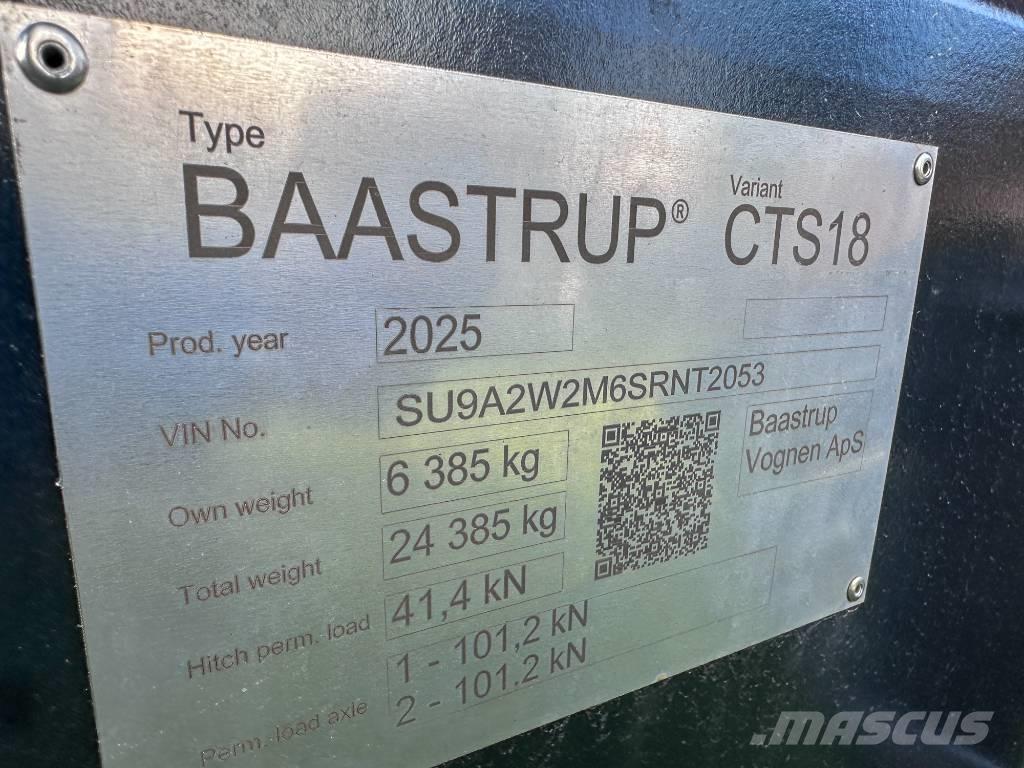 Type
BAASTRUP®
Variant
CTS18
Prod. year 2025
VIN No. SU9A2W2M6SRNT2053
Own weight 6 385 kg
Baastrup
Vognen ApS
Total weight 24 385 kg
Hitch perm. load 41,4 kN
Perm. load axle 1 - 101,2 kN
2 - 101.2 kN
MASCUS